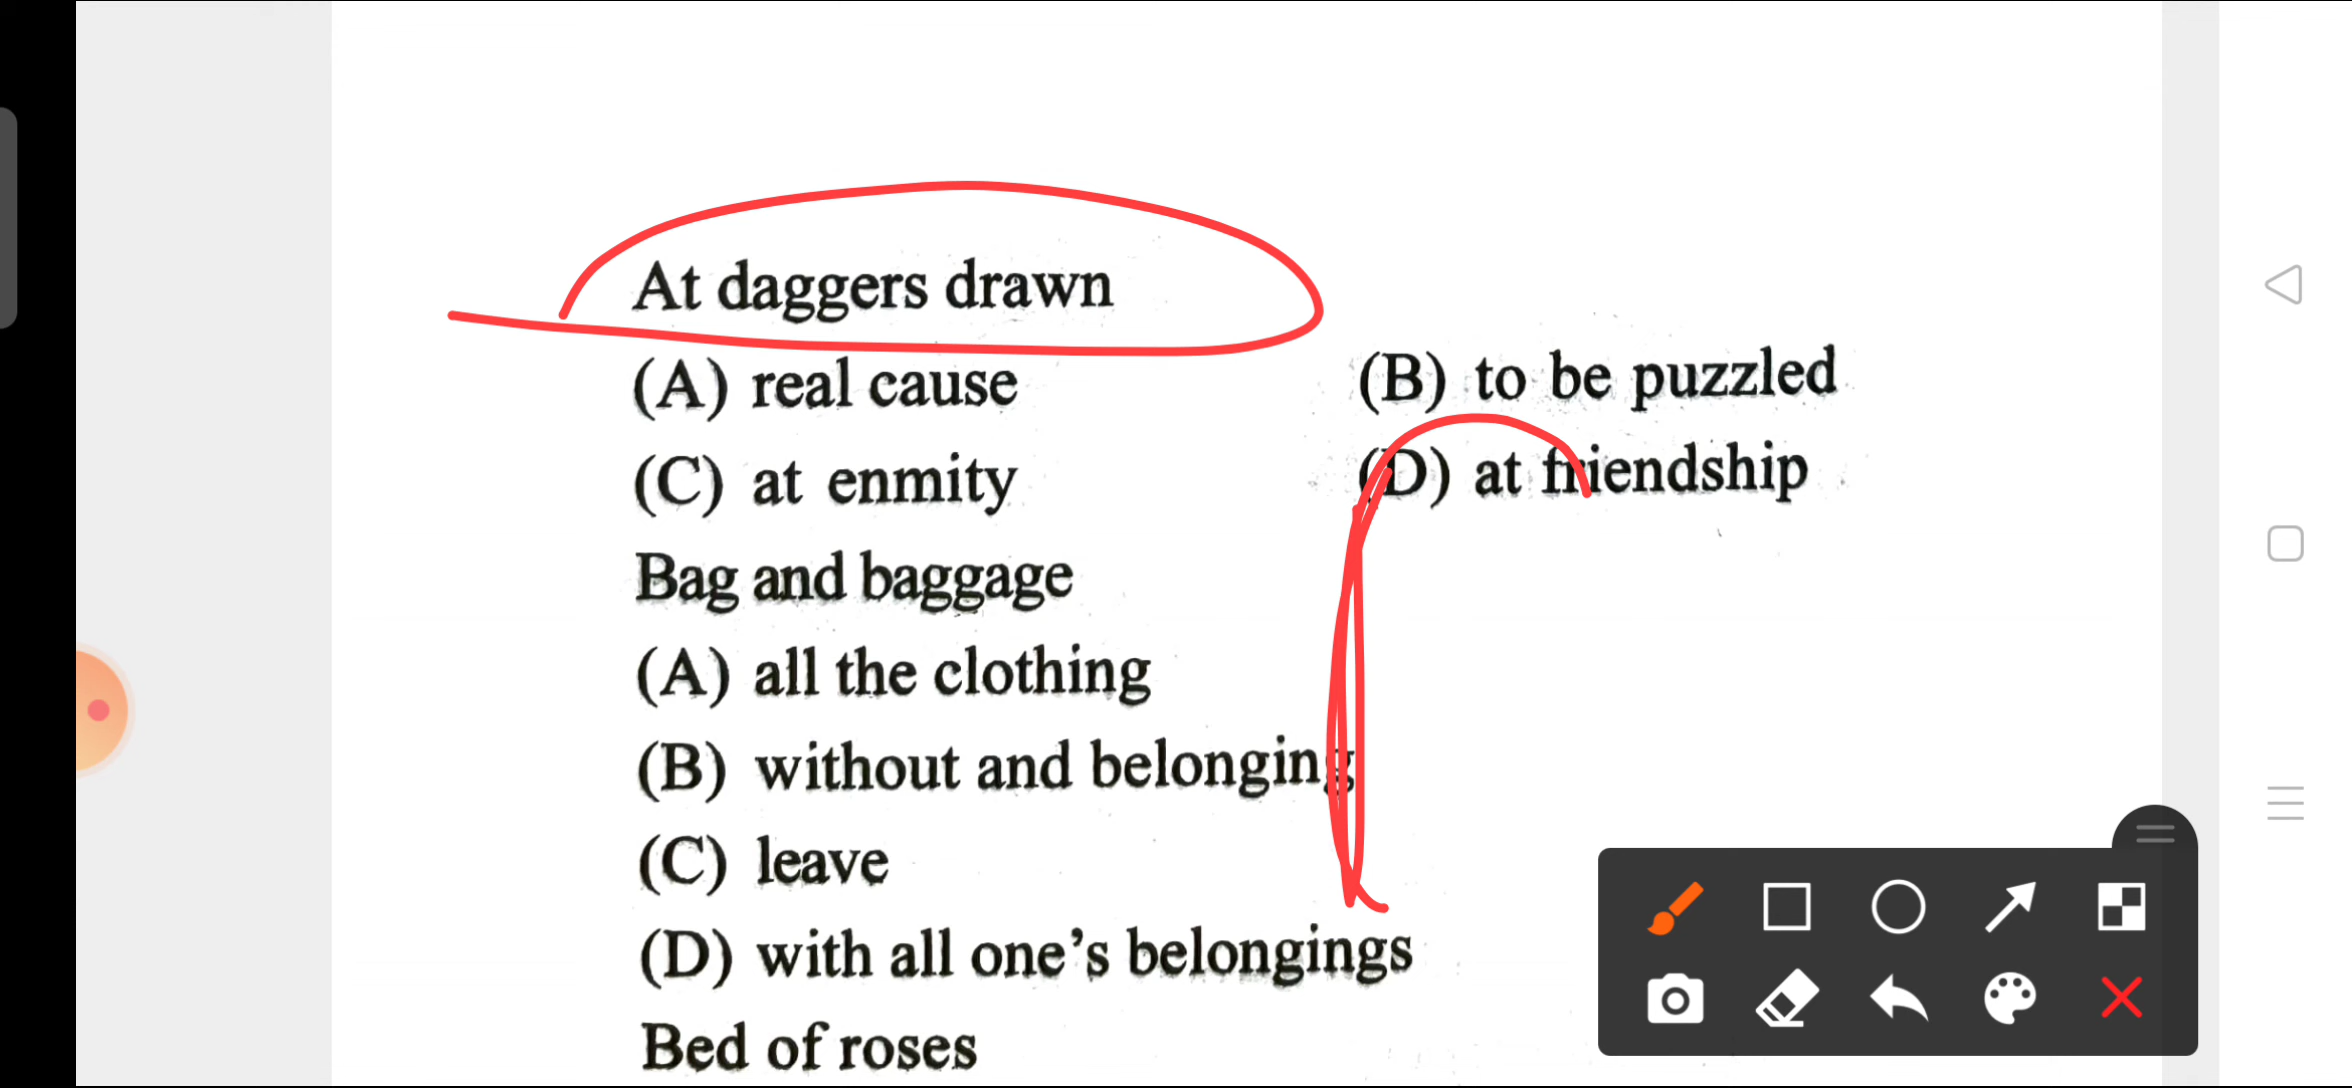 At daggers drawn
(A) real cause (B) to be puzzled
(C) at enmity (D) at friendship
Bag and baggage
(A) all the clothing
(B) without and belonging
(C) leave
(D) with all one's belongings
Bed of roses